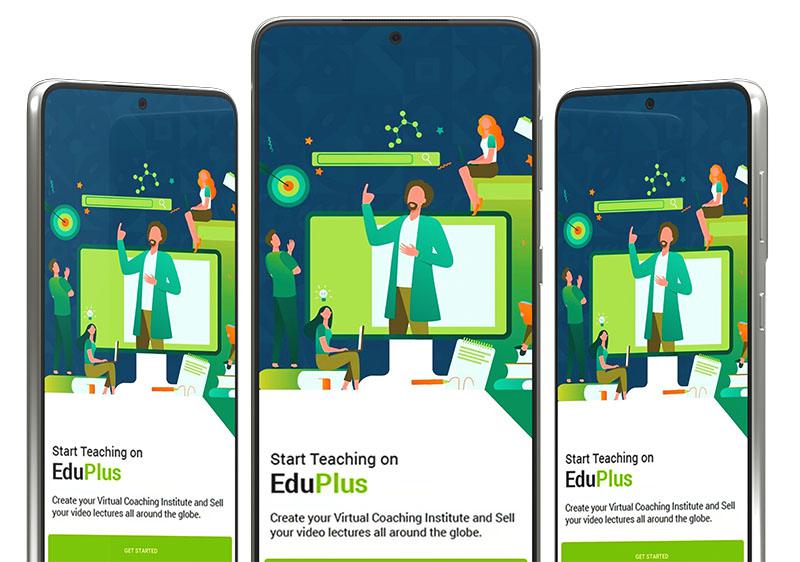 Start Teaching on
EduPlus
Create your Virtual Coaching Institute and Sell
your video lectures all around the globe.
GET STARTED
Start Teaching on
EduPlus
Create your Virtual Coaching Institute and Sell
your video lectures all around the globe.
Start Teaching on
EduPlus
Create your Virtual Coaching Institute and Sell
your video lectures all around the globe.
GET STARTED